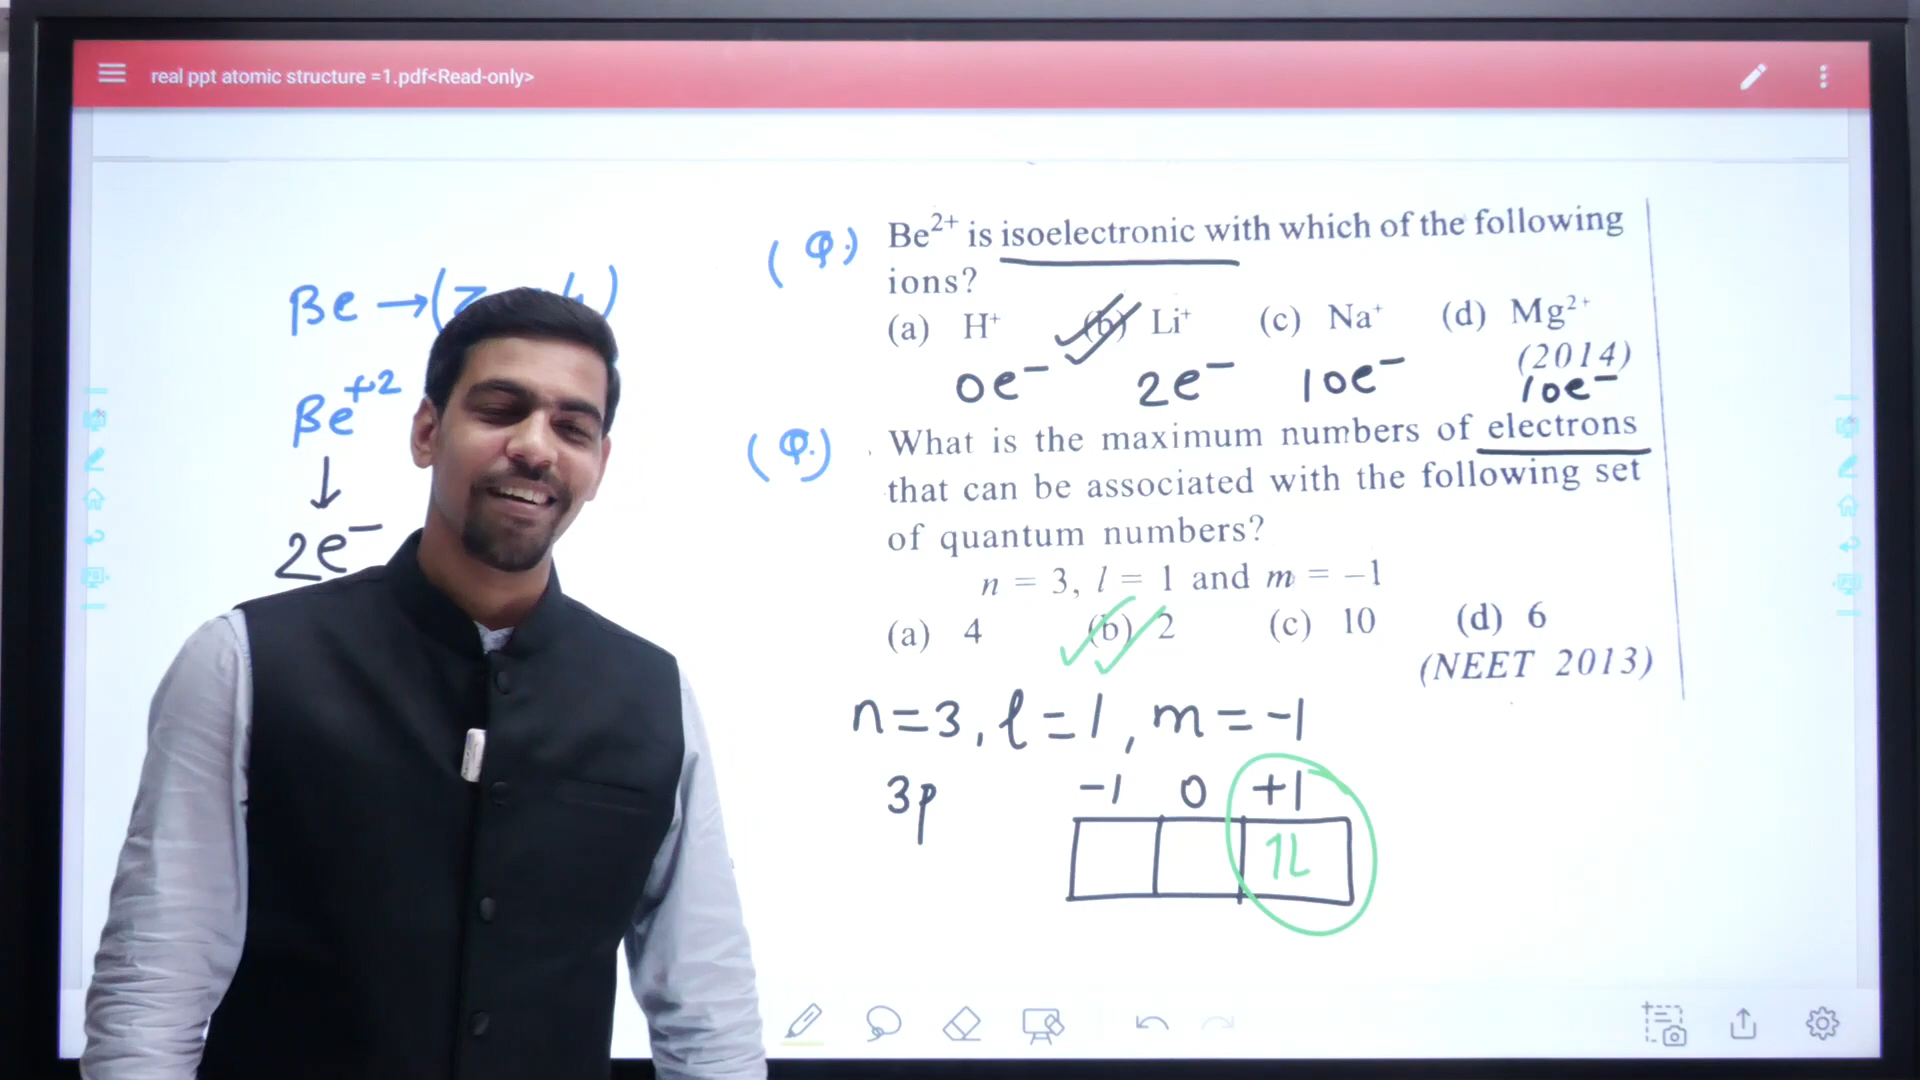 real ppt atomic structure =1.pdf<Read-only>
Be → (Z = 4)
Be⁺²
↓
2e⁻
(Q.) Be²⁺ is isoelectronic with which of the following
ions?
(a) H⁺ (b) Li⁺ (c) Na⁺ (d) Mg²⁺
(2014)
0e⁻ 2e⁻ 10e⁻ 10e⁻
(Q.) What is the maximum numbers of electrons
that can be associated with the following set
of quantum numbers?
n = 3, l = 1 and m = −1
(a) 4 (b) 2 (c) 10 (d) 6
(NEET 2013)
n=3, l=1, m=-1
3p -1 0 +1
1L